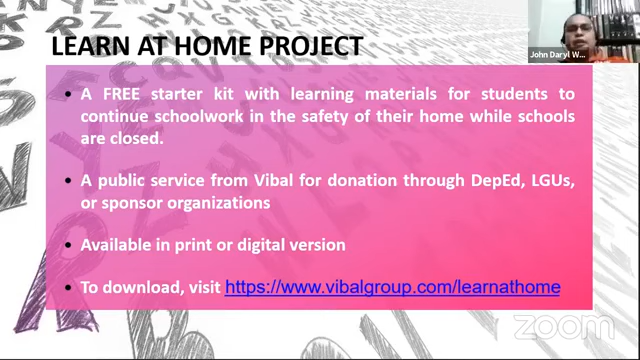 LEARN AT HOME PROJECT
John Daryl W...
• A FREE starter kit with learning materials for students to
continue schoolwork in the safety of their home while schools
are closed.
• A public service from Vibal for donation through DepEd, LGUs,
or sponsor organizations
• Available in print or digital version
• To download, visit https://www.vibalgroup.com/learnathome
zoom